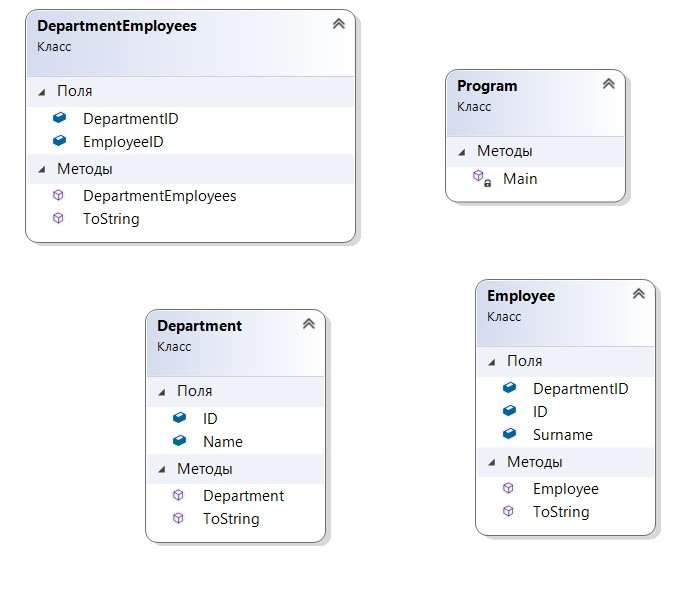 DepartmentEmployees
Класс
Поля
DepartmentID
EmployeeID
Методы
DepartmentEmployees
ToString
Program
Класс
Методы
Main
Department
Класс
Поля
ID
Name
Методы
Department
ToString
Employee
Класс
Поля
DepartmentID
ID
Surname
Методы
Employee
ToString